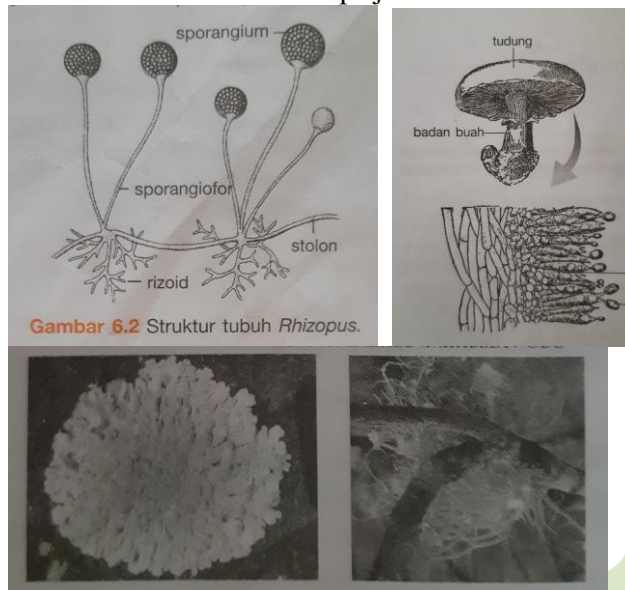 sporangium
sporangiofor
stolon
rizoid
Gambar 6.2 Struktur tubuh Rhizopus.
tudung
badan buah